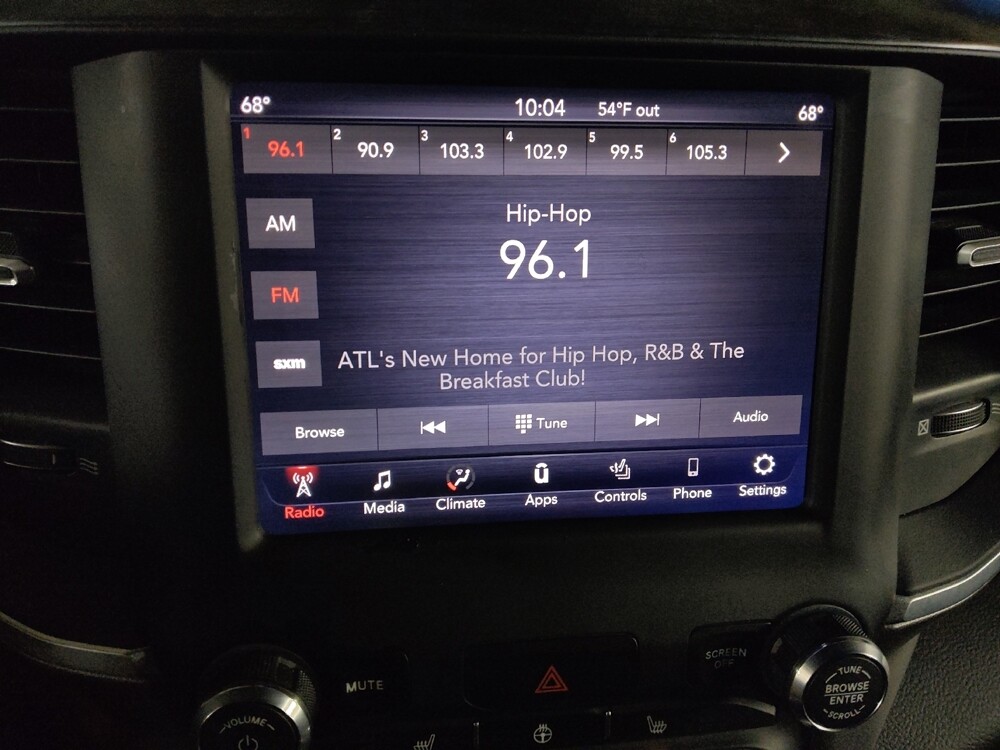 68° 10:04 54°F out 68°
1 96.1 2 90.9 3 103.3 4 102.9 5 99.5 6 105.3
AM
Hip-Hop
96.1
FM
sxm
ATL's New Home for Hip Hop, R&B & The
Breakfast Club!
Browse Tune Audio
Radio Media Climate Apps Controls Phone Settings
MUTE
SCREEN
OFF
VOLUME
TUNE
BROWSE
ENTER
SCROLL